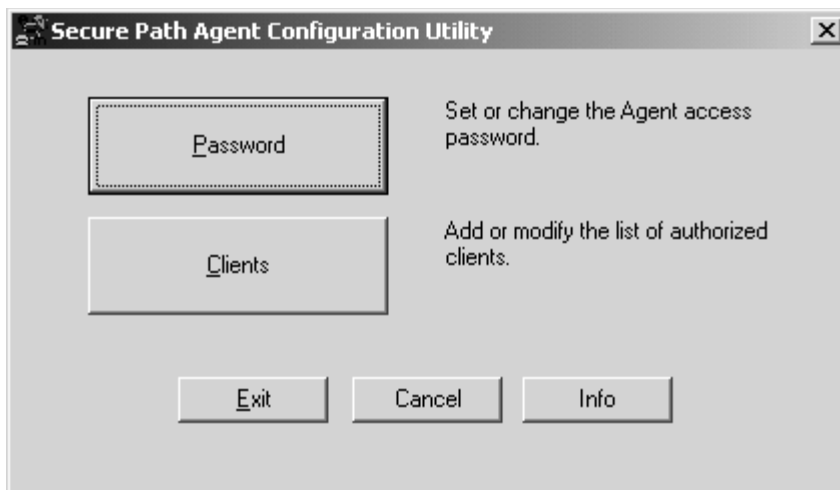 Secure Path Agent Configuration Utility
Password
Set or change the Agent access
password.
Clients
Add or modify the list of authorized
clients.
Exit
Cancel
Info